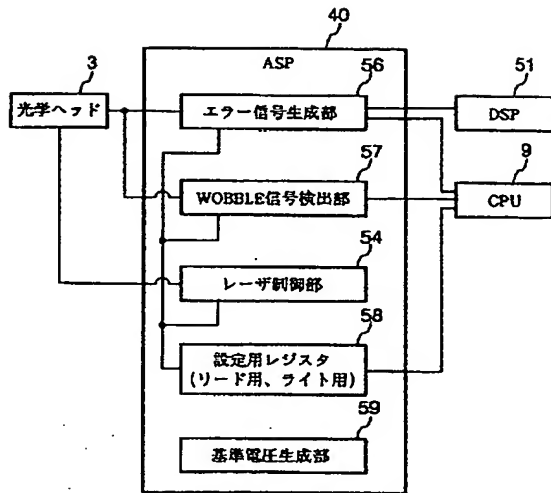 40
3
ASP
56
51
光学ヘッド
エラー信号生成部
DSP
57
9
WOBBLE信号検出部
CPU
54
レーザ制御部
58
設定用レジスタ
(リード用、ライト用)
59
基準電圧生成部